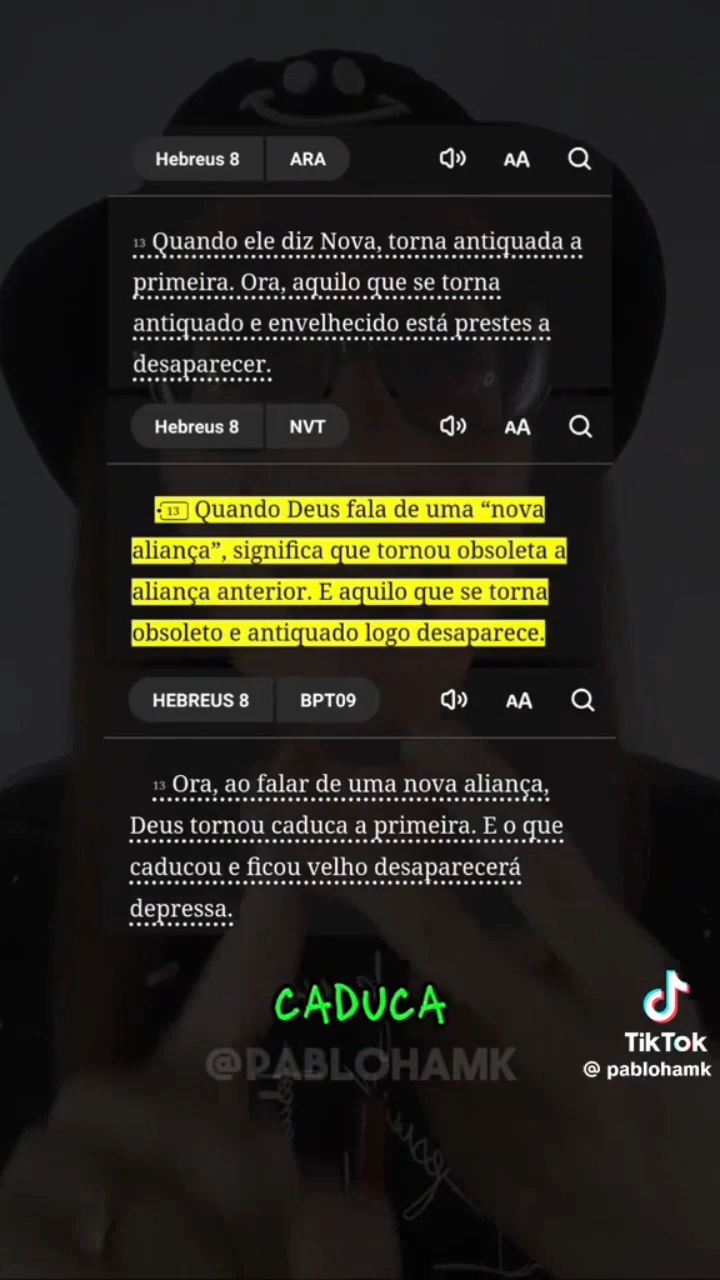 Hebreus 8 ARA AA
13 Quando ele diz Nova, torna antiquada a
primeira. Ora, aquilo que se torna
antiquado e envelhecido está prestes a
desaparecer.
Hebreus 8 NVT AA
13 Quando Deus fala de uma “nova
aliança”, significa que tornou obsoleta a
aliança anterior. E aquilo que se torna
obsoleto e antiquado logo desaparece.
HEBREUS 8 BPT09 AA
13 Ora, ao falar de uma nova aliança,
Deus tornou caduca a primeira. E o que
caducou e ficou velho desaparecerá
depressa.
CADUCA
@PABLOHAMK
TikTok
@ pablohamk